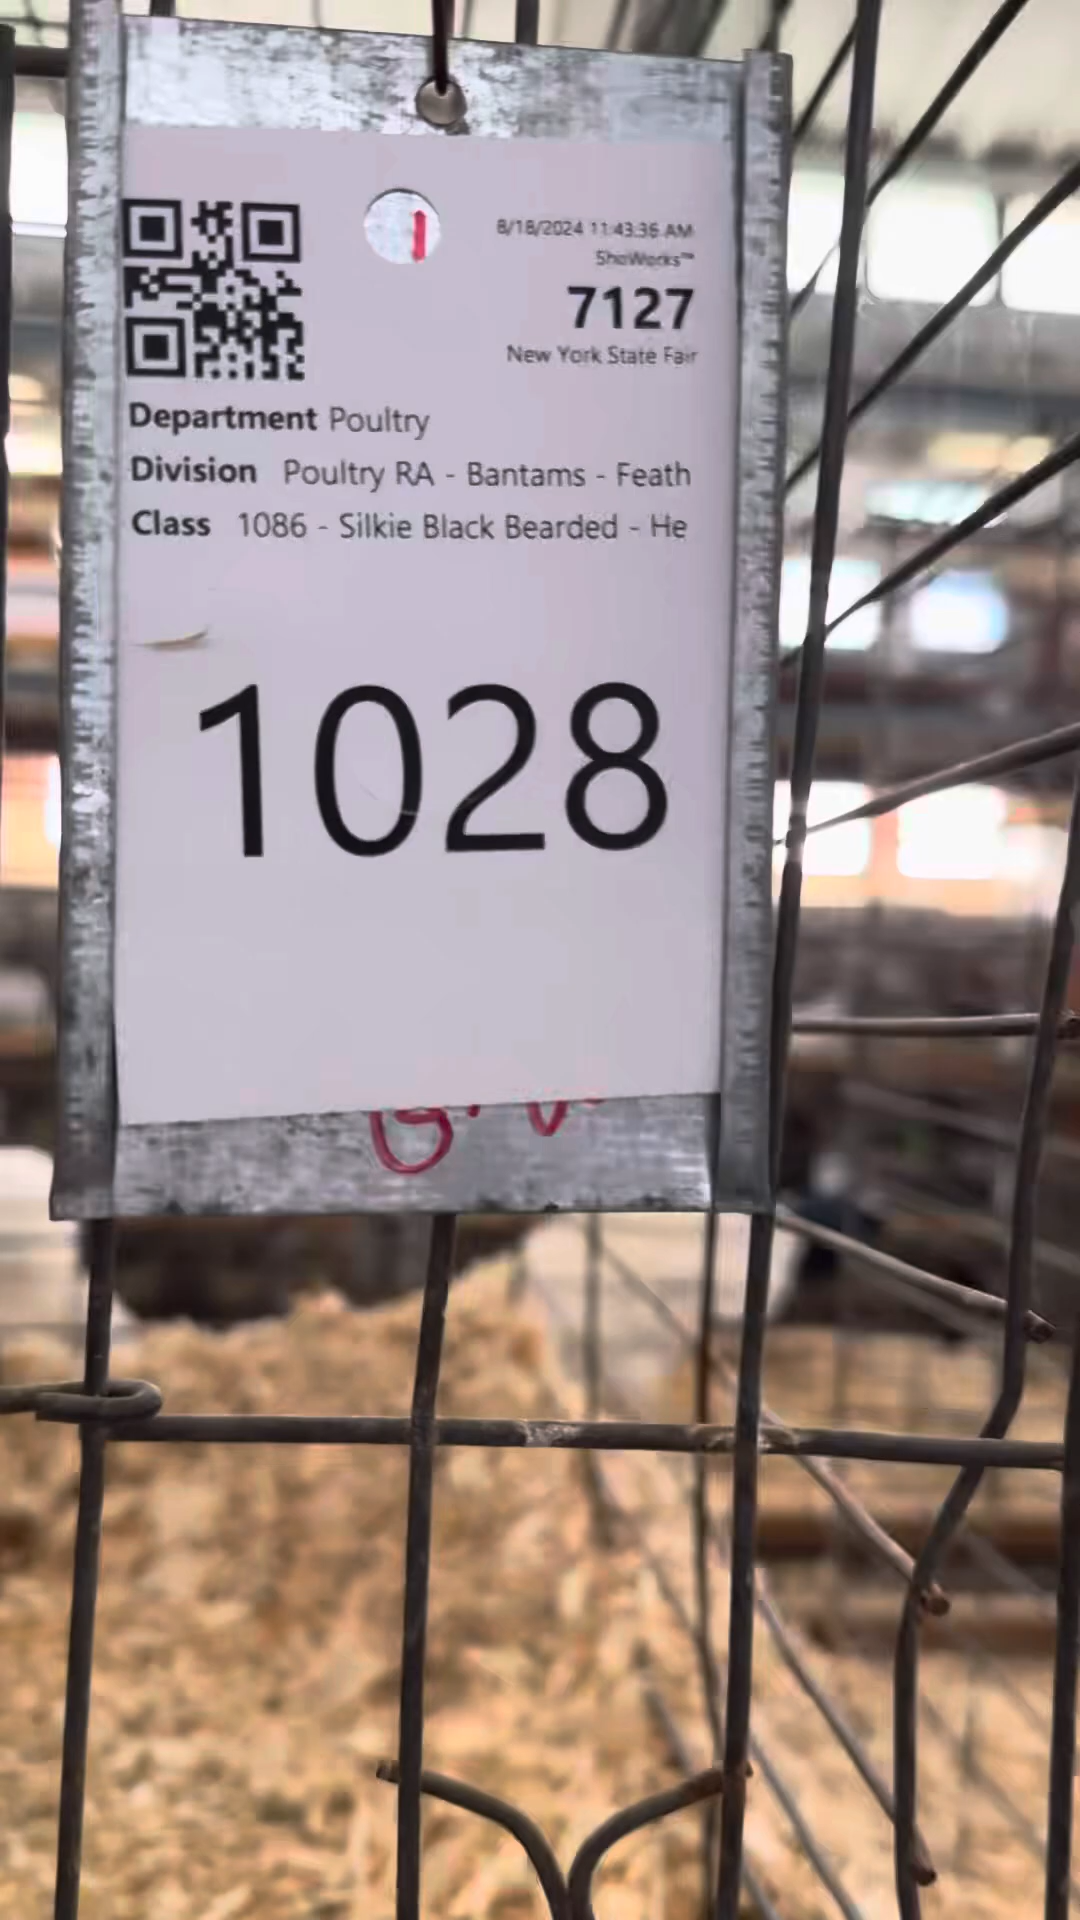 8/18/2024 11:43:36 AM
ShoWorks™
7127
New York State Fair
Department Poultry
Division Poultry RA - Bantams - Feath
Class 1086 - Silkie Black Bearded - He
1028